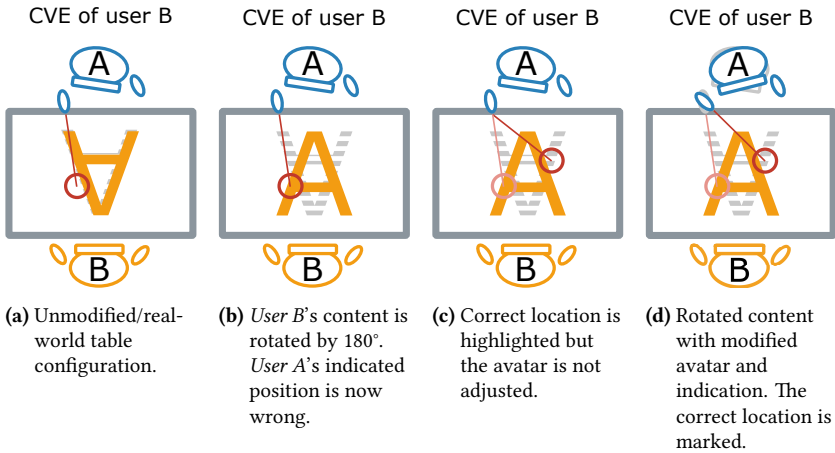 CVE of user B
CVE of user B
CVE of user B
CVE of user B
A
A
A
A
A
A
A
A
B
B
B
B
(a) Unmodified/real-
world table
configuration.
(b) User B's content is
rotated by 180°.
User A's indicated
position is now
wrong.
(c) Correct location is
highlighted but
the avatar is not
adjusted.
(d) Rotated content
with modified
avatar and
indication. The
correct location is
marked.